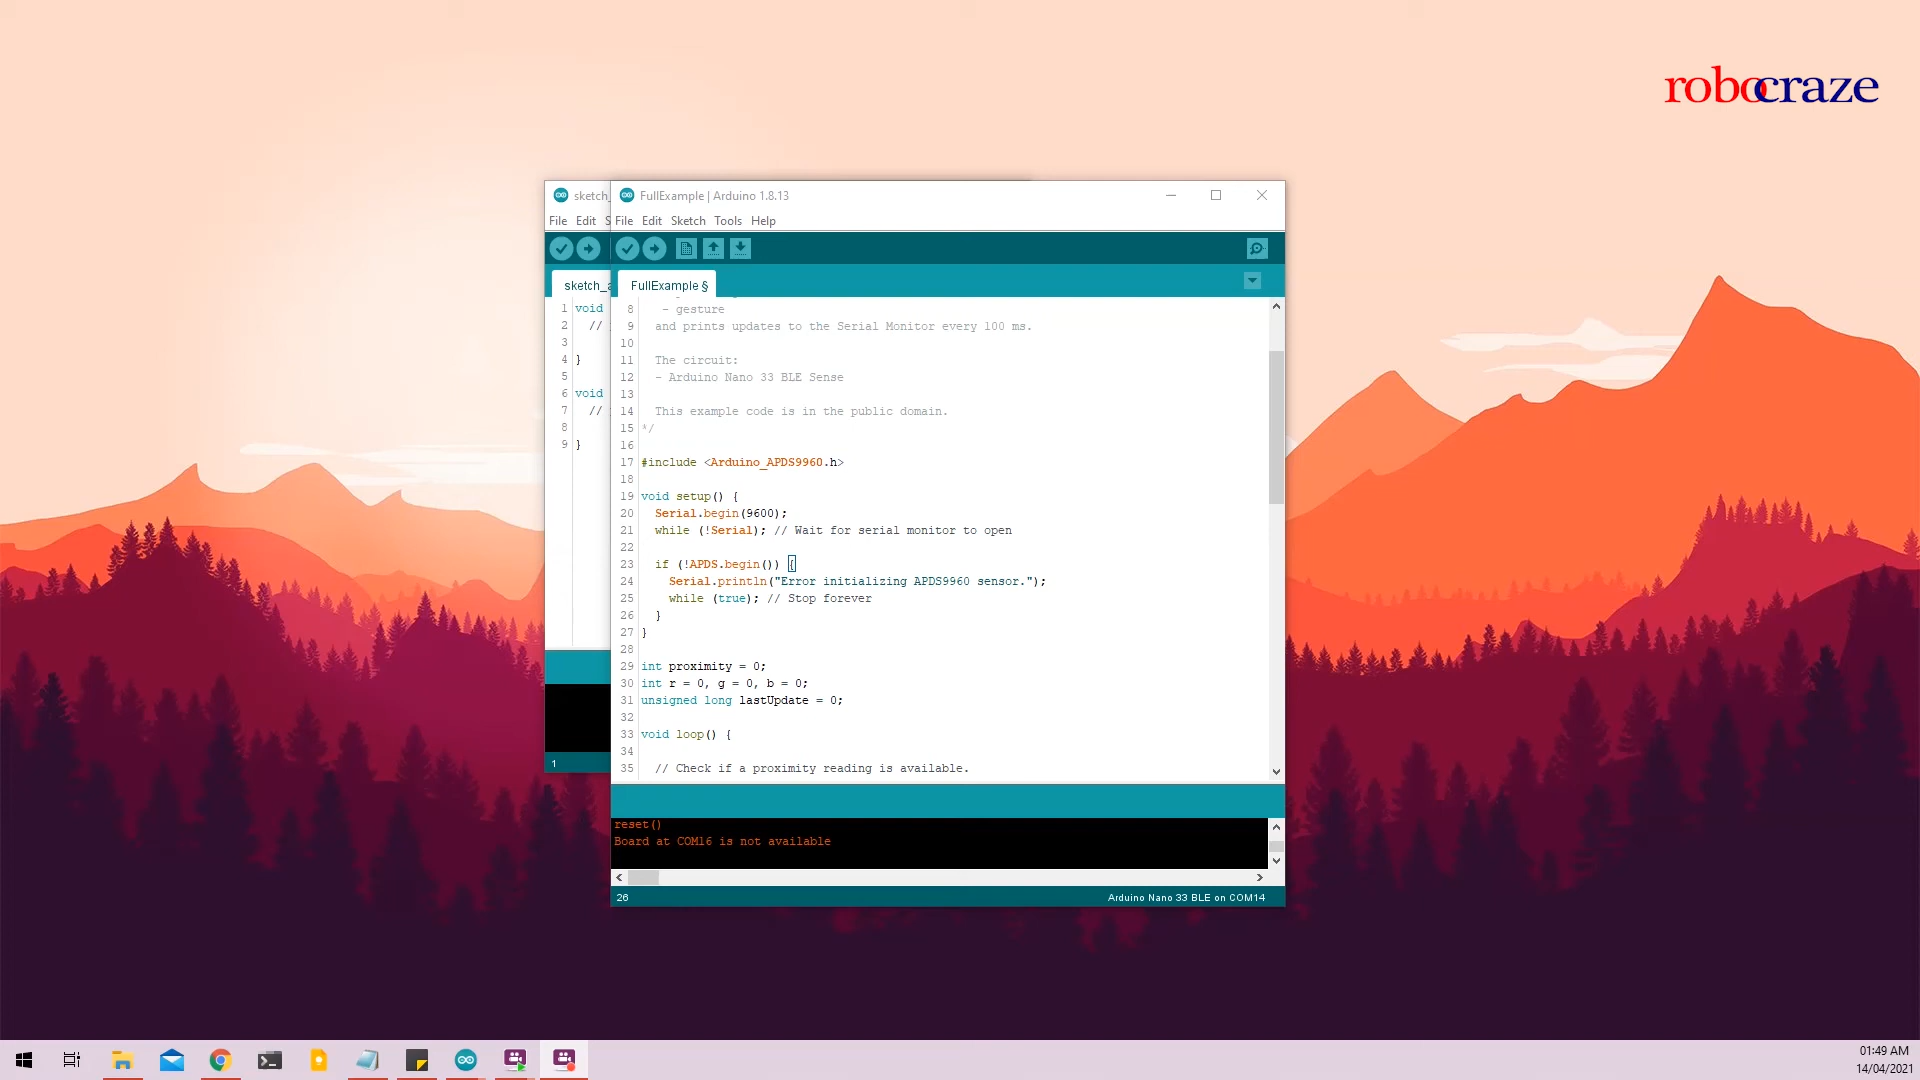 robocraze
sketch_
File Edit S
sketch_a
1 void
2 //
3
4 }
5
6 void
7 //
8
9 }
1
FullExample | Arduino 1.8.13
File Edit Sketch Tools Help
FullExample §
8 - gesture
9 and prints updates to the Serial Monitor every 100 ms.
10
11 The circuit:
12 - Arduino Nano 33 BLE Sense
13
14 This example code is in the public domain.
15 */
16
17 #include <Arduino_APDS9960.h>
18
19 void setup() {
20 Serial.begin(9600);
21 while (!Serial); // Wait for serial monitor to open
22
23 if (!APDS.begin()) {
24 Serial.println("Error initializing APDS9960 sensor.");
25 while (true); // Stop forever
26 }
27 }
28
29 int proximity = 0;
30 int r = 0, g = 0, b = 0;
31 unsigned long lastUpdate = 0;
32
33 void loop() {
34
35 // Check if a proximity reading is available.
reset()
Board at COM16 is not available
26
Arduino Nano 33 BLE on COM14
01:49 AM
14/04/2021